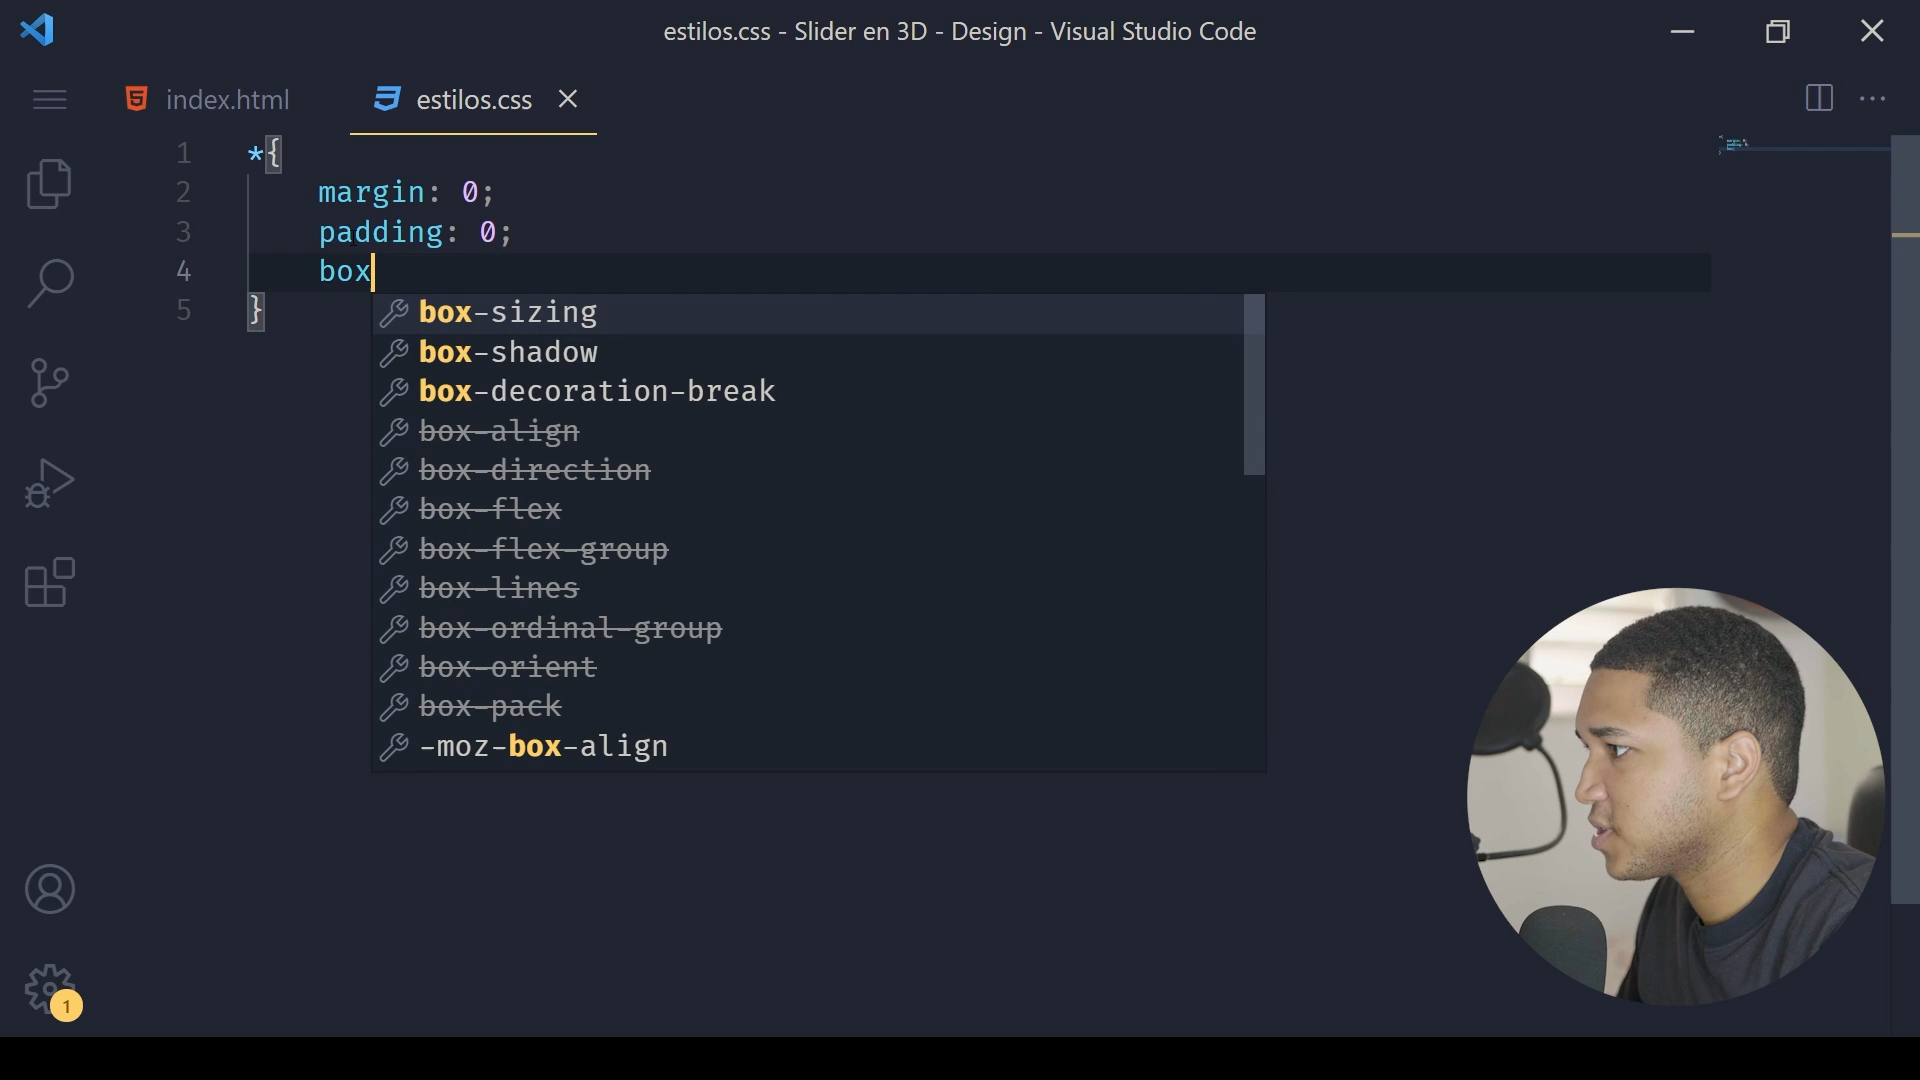 estilos.css - Slider en 3D - Design - Visual Studio Code
index.html
estilos.css
1 *{
2 margin: 0;
3 padding: 0;
4 box
5 }
box-sizing
box-shadow
box-decoration-break
box-align
box-direction
box-flex
box-flex-group
box-lines
box-ordinal-group
box-orient
box-pack
-moz-box-align
1